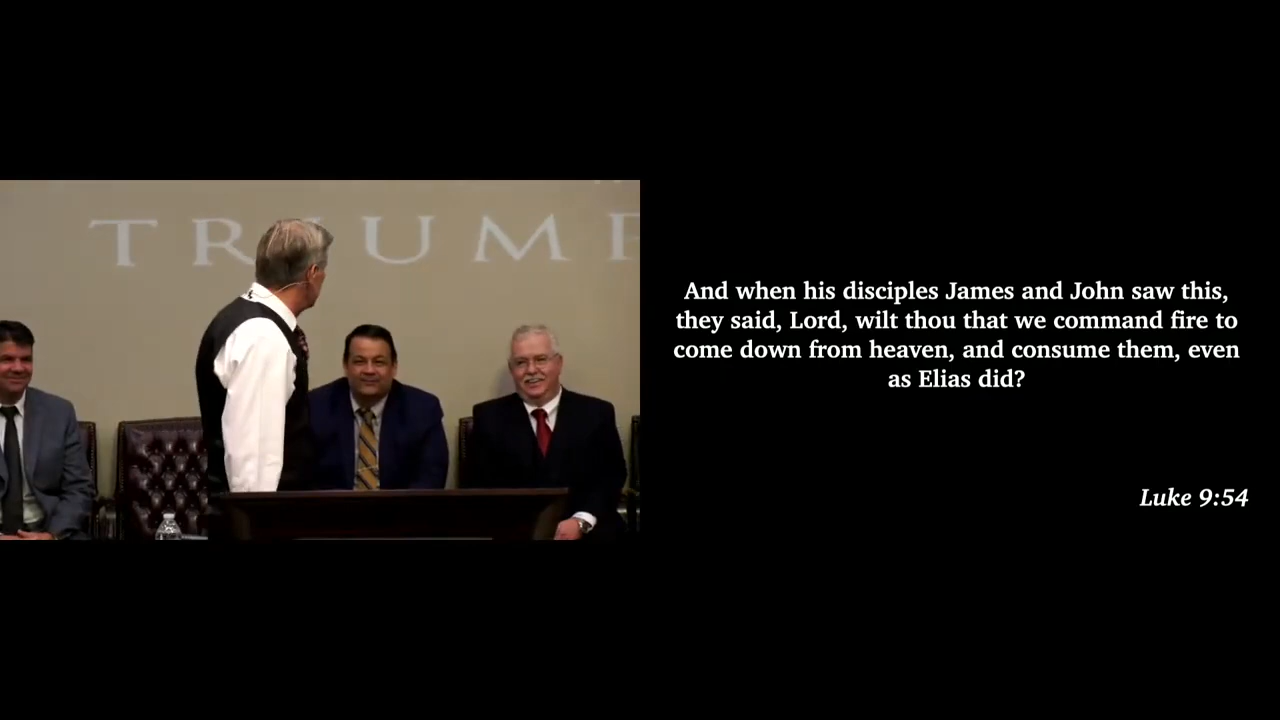 TRIUMP
And when his disciples James and John saw this,
they said, Lord, wilt thou that we command fire to
come down from heaven, and consume them, even
as Elias did?
Luke 9:54